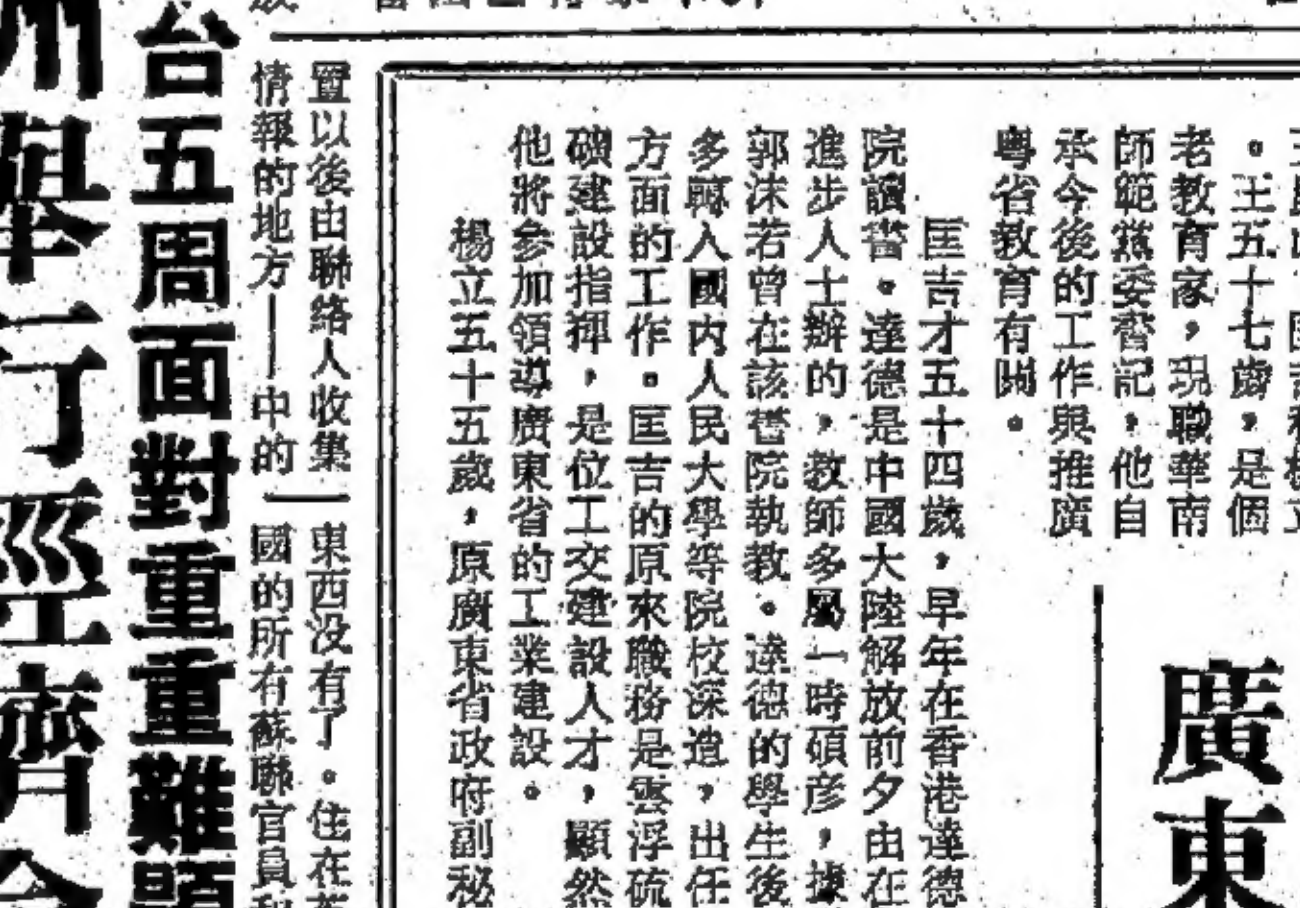 廣東
。王五十七歲,是個
老教育家,現職華南
師範黨委書記,他自
承今後的工作與推廣
粵省教育有關。
匡吉才五十四歲,早年在香港達德
院讀書。達德是中國大陸解放前夕由在
進步人士辦的,教師多屬一時碩彥,據
郭沫若曾在該書院執教。達德的學生後
多轉入國内人民大學等院校深造,出任
方面的工作。匡吉的原來職務是雲浮硫
礦建設指揮,是位工交建設人才,顯然
他將參加領導廣東省的工業建設。
楊立五十五歲,原廣東省政府副秘
置以後由聯絡人收集
情報的地方——中的
東西没有了。住在
國的所有蘇聯官員
台五周面對重重難題
州舉行經濟會